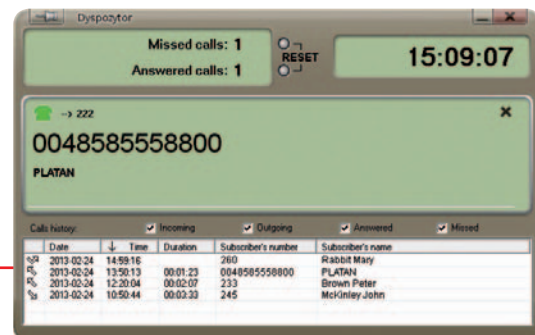 Dyspozytor
Missed calls: 1
Answered calls: 1
RESET
15:09:07
--> 222
0048585558800
PLATAN
Calls history: Incoming Outgoing Answered Missed
Date Time Duration Subscriber's number Subscriber's name
2013-02-24 14:59:16 260 Rabbit Mary
2013-02-24 13:50:13 00:01:23 0048585558800 PLATAN
2013-02-24 12:20:04 00:02:07 233 Brown Peter
2013-02-24 10:50:44 00:03:33 245 McKinley John